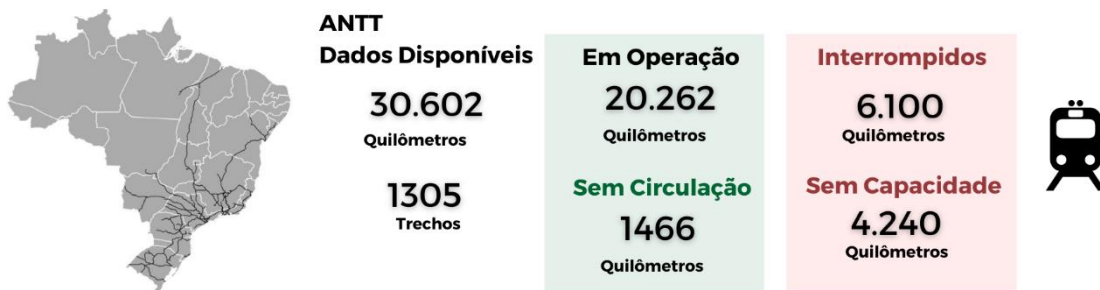 ANTT
Dados Disponíveis
30.602
Quilômetros
1305
Trechos
Em Operação
20.262
Quilômetros
Sem Circulação
1466
Quilômetros
Interrompidos
6.100
Quilômetros
Sem Capacidade
4.240
Quilômetros